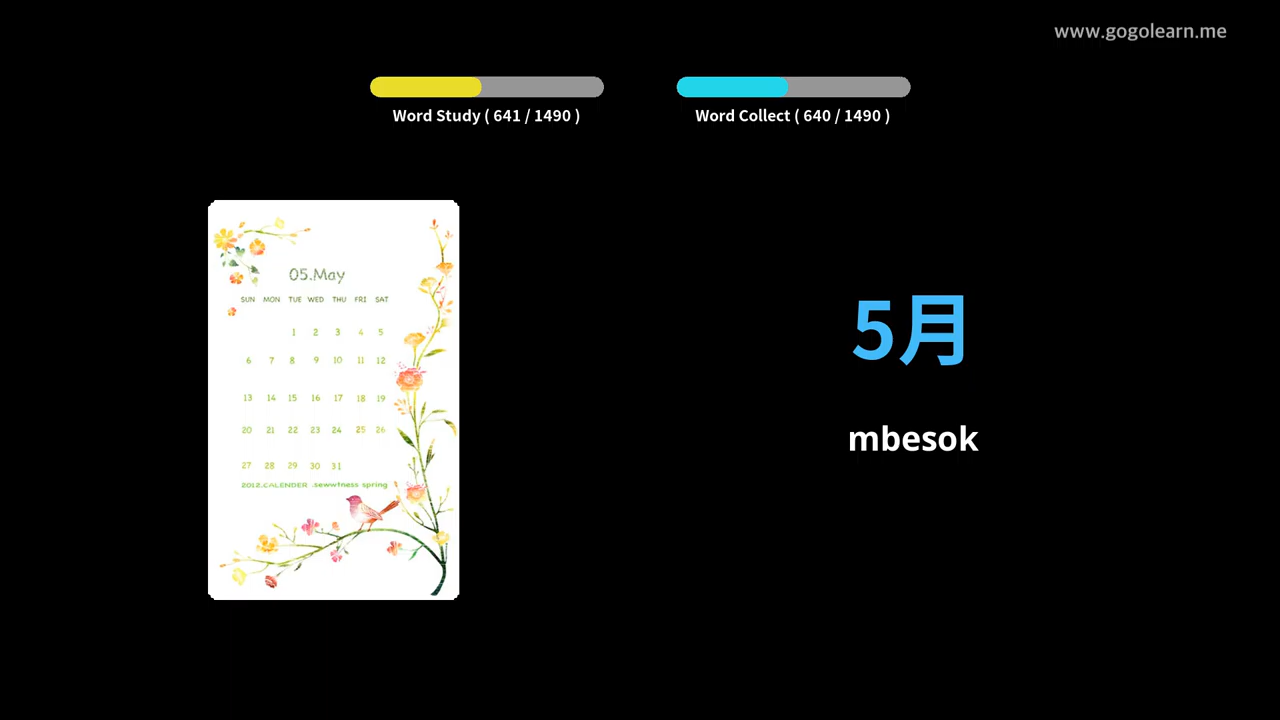 www.gogolearn.me
Word Study ( 641 / 1490 )
Word Collect ( 640 / 1490 )
05.May
SUN MON TUE WED THU FRI SAT
1 2 3 4 5
6 7 8 9 10 11 12
13 14 15 16 17 18 19
20 21 22 23 24 25 26
27 28 29 30 31
2012.CALENDER .sewwtness spring
5月
mbesok